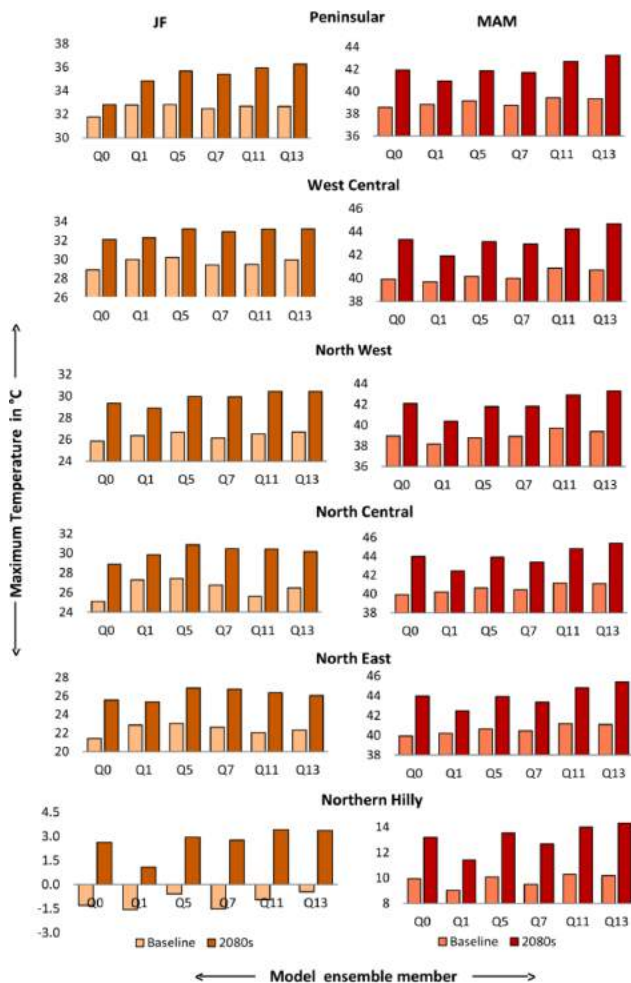 JF Peninsular MAM
38
36
34
32
30
Q0 Q1 Q5 Q7 Q11 Q13
44
42
40
38
36
Q0 Q1 Q5 Q7 Q11 Q13
West Central
34
32
30
28
26
Q0 Q1 Q5 Q7 Q11 Q13
46
44
42
40
38
Q0 Q1 Q5 Q7 Q11 Q13
North West
32
30
28
26
24
Q0 Q1 Q5 Q7 Q11 Q13
44
42
40
38
36
Q0 Q1 Q5 Q7 Q11 Q13
North Central
32
30
28
26
24
Q0 Q1 Q5 Q7 Q11 Q13
46
44
42
40
38
Q0 Q1 Q5 Q7 Q11 Q13
North East
28
26
24
22
20
Q0 Q1 Q5 Q7 Q11 Q13
46
44
42
40
38
Q0 Q1 Q5 Q7 Q11 Q13
Northern Hilly
4.5
3.0
1.5
0.0
-1.5
-3.0
Q0 Q1 Q5 Q7 Q11 Q13
Baseline 2080s
14
12
10
8
Q0 Q1 Q5 Q7 Q11 Q13
Baseline 2080s
Maximum Temperature in °C
Model ensemble member